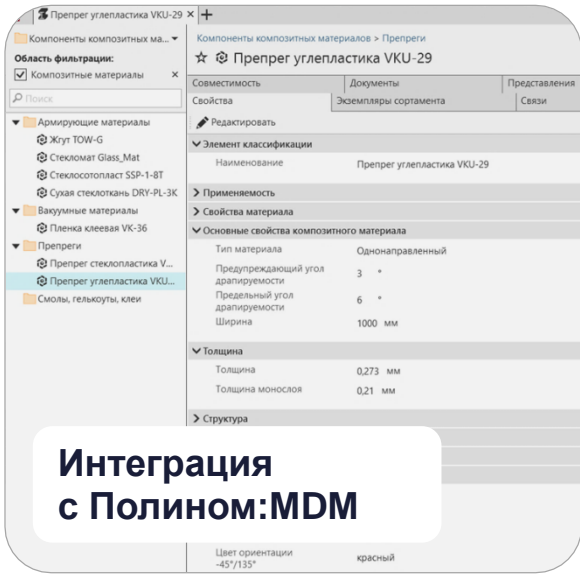 Препрег углепластика VKU-29 × +
Компоненты композитных ма...
Область фильтрации:
Композитные материалы ×
Поиск
Армирующие материалы
Жгут TOW-G
Стекломат Glass_Mat
Стеклосотопласт SSP-1-8T
Сухая стеклоткань DRY-PL-3K
Вакуумные материалы
Пленка клеевая VK-36
Препреги
Препрег стеклопластика V...
Препрег углепластика VKU...
Смолы, гелькоуты, клеи
Компоненты композитных материалов > Препреги
Препрег углепластика VKU-29
Совместимость Документы Представления
Свойства Экземпляры сортамента Связи
Редактировать
Элемент классификации
Наименование Препрег углепластика VKU-29
Применяемость
Свойства материала
Основные свойства композитного материала
Тип материала Однонаправленный
Предупреждающий угол
драпируемости 3 °
Предельный угол
драпируемости 6 °
Ширина 1000 мм
Толщина
Толщина 0,273 мм
Толщина монослоя 0,21 мм
Структура
Интеграция
с Полином:MDM
Цвет ориентации
-45°/135° красный